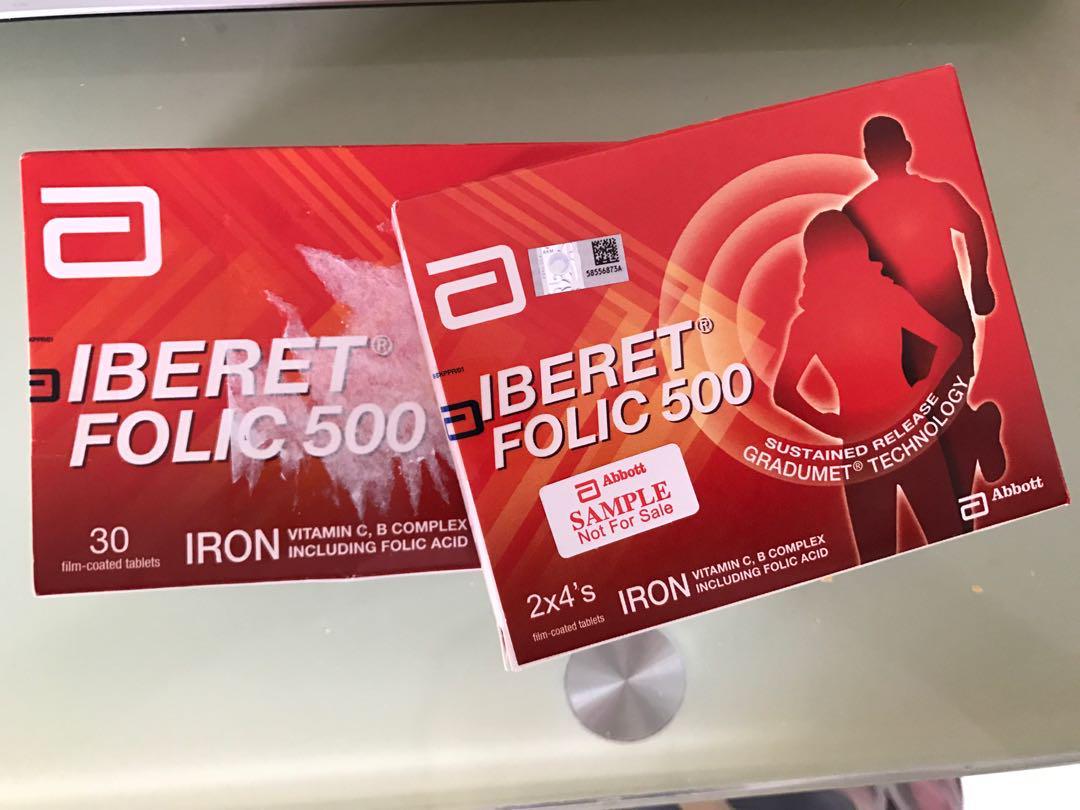 IBERET®
FOLIC 500
30
film-coated tablets
IRON
VITAMIN C, B COMPLEX
INCLUDING FOLIC ACID
58556873A
IBERET®
FOLIC 500
Abbott
SAMPLE
Not For Sale
SUSTAINED RELEASE
GRADUMET® TECHNOLOGY
Abbott
2x4's
film-coated tablets
IRON
VITAMIN C, B COMPLEX
INCLUDING FOLIC ACID